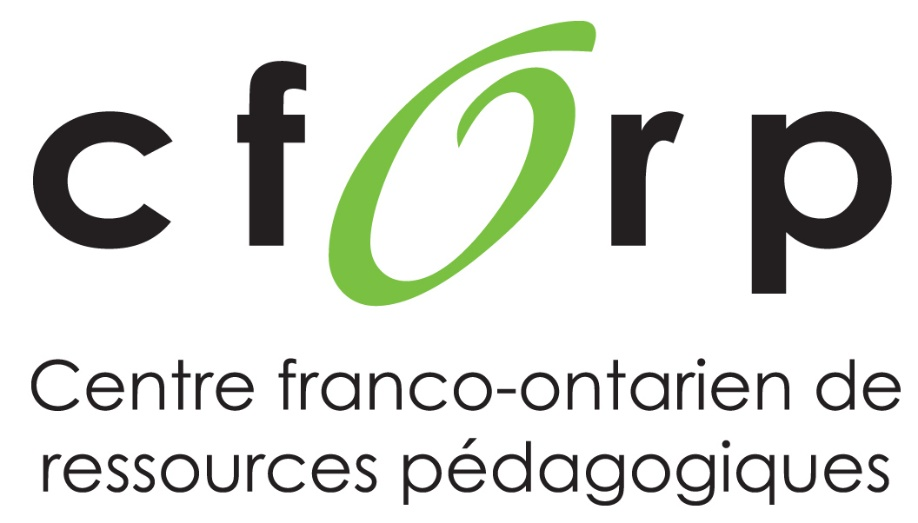 cforp
Centre franco-ontarien de
ressources pédagogiques